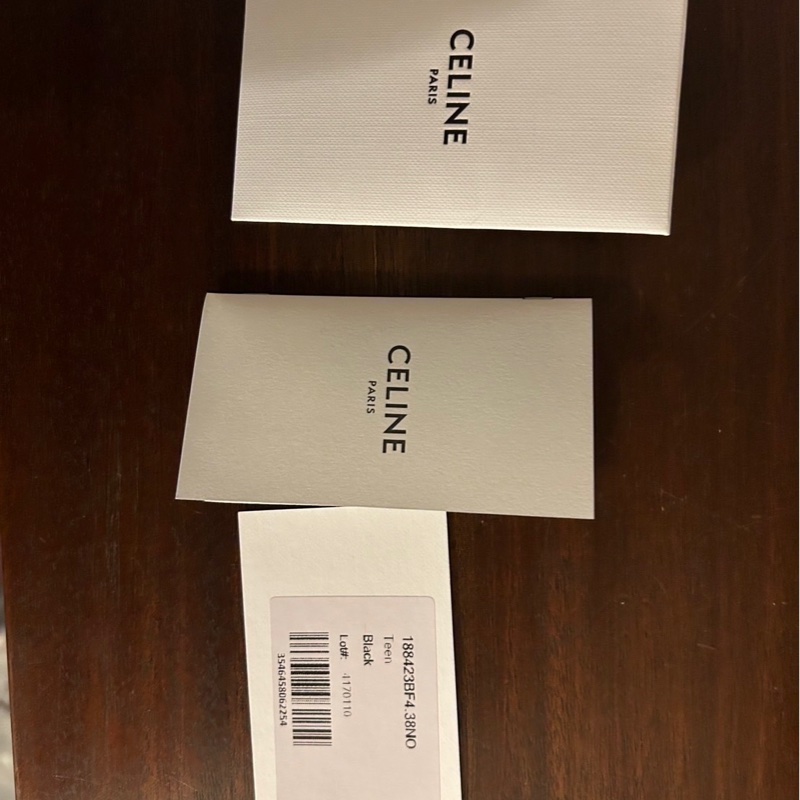 CELINE
PARIS
CELINE
PARIS
188423BF4.38NO
Teen
Black
Lot#: 4170110
3546458062254